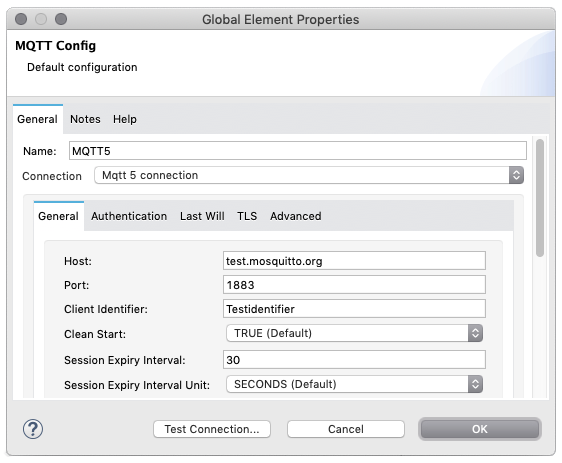 Global Element Properties
MQTT Config
Default configuration
General Notes Help
Name: MQTT5
Connection Mqtt 5 connection
General Authentication Last Will TLS Advanced
Host: test.mosquitto.org
Port: 1883
Client Identifier: Testidentifier
Clean Start: TRUE (Default)
Session Expiry Interval: 30
Session Expiry Interval Unit: SECONDS (Default)
? Test Connection... Cancel OK